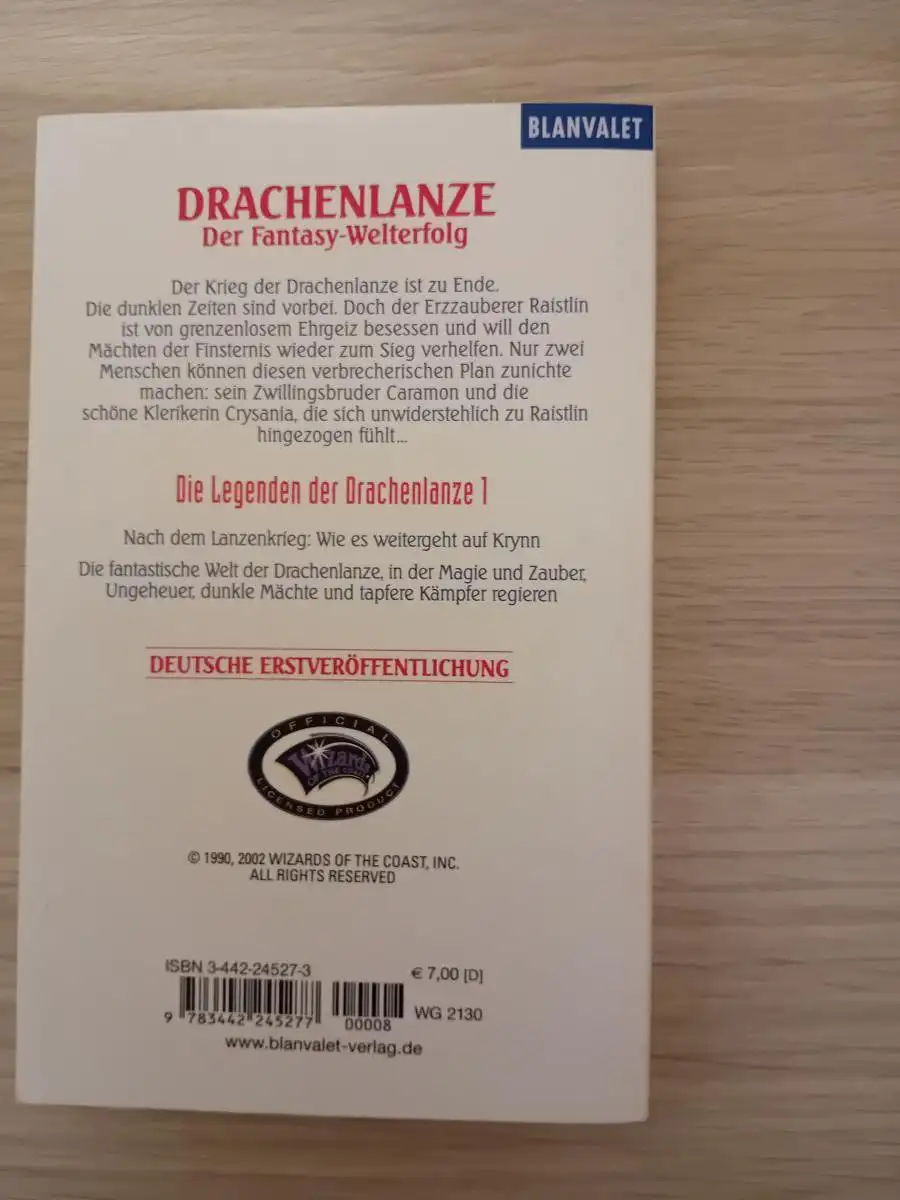 BLANVALET
DRACHENLANZE
Der Fantasy-Welterfolg
Der Krieg der Drachenlanze ist zu Ende.
Die dunklen Zeiten sind vorbei. Doch der Erzzauberer Raistlin
ist von grenzenlosem Ehrgeiz besessen und will den
Mächten der Finsternis wieder zum Sieg verhelfen. Nur zwei
Menschen können diesen verbrecherischen Plan zunichte
machen: sein Zwillingsbruder Caramon und die
schöne Klerikerin Crysania, die sich unwiderstehlich zu Raistlin
hingezogen fühlt...
Die Legenden der Drachenlanze 1
Nach dem Lanzenkrieg: Wie es weitergeht auf Krynn
Die fantastische Welt der Drachenlanze, in der Magie und Zauber,
Ungeheuer, dunkle Mächte und tapfere Kämpfer regieren
DEUTSCHE ERSTVERÖFFENTLICHUNG
OFFICIAL
Wizards
OF THE COAST
LICENSED PRODUCT
© 1990, 2002 WIZARDS OF THE COAST, INC.
ALL RIGHTS RESERVED
ISBN 3-442-24527-3
€ 7,00 [D]
9 783442 245277
00008
WG 2130
www.blanvalet-verlag.de